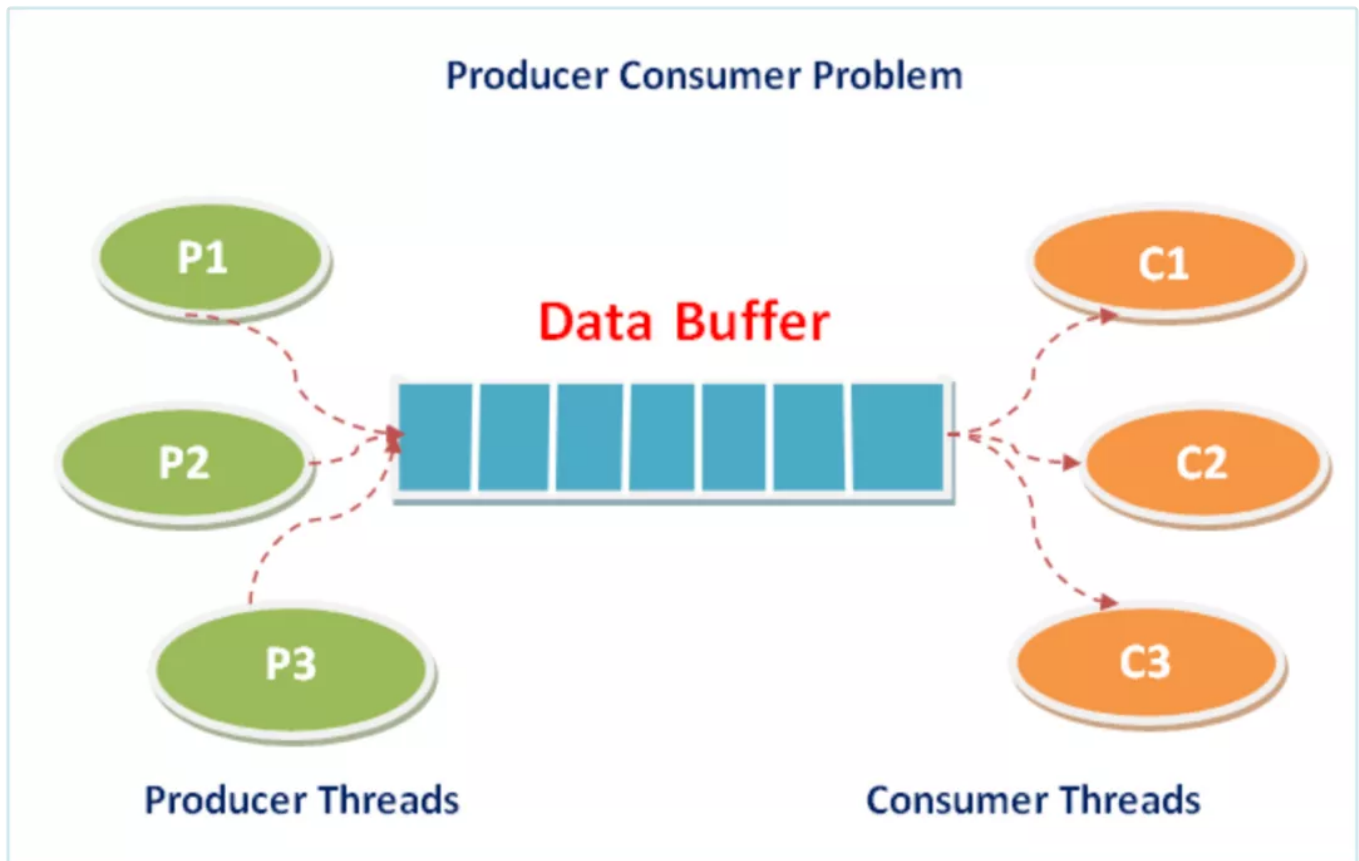 Producer Consumer Problem
P1
C1
Data Buffer
P2
C2
P3
C3
Producer Threads
Consumer Threads